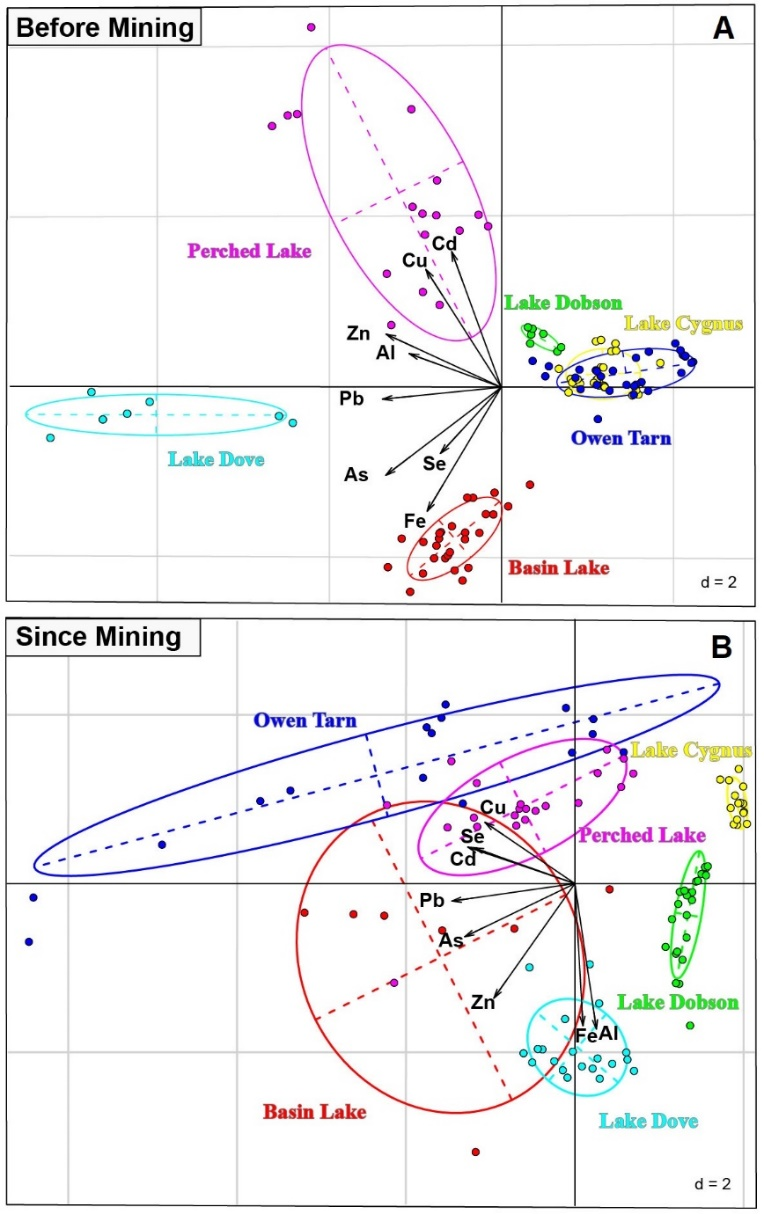 Before Mining
A
Perched Lake
Cd
Cu
Lake Dobson
Lake Cygnus
Zn
Al
Pb
Owen Tarn
Lake Dove
Se
As
Fe
Basin Lake
d = 2
Since Mining
B
Owen Tarn
Lake Cygnus
Cu
Perched Lake
Se
Cd
Pb
As
Zn
Lake Dobson
Fe
Al
Basin Lake
Lake Dove
d = 2